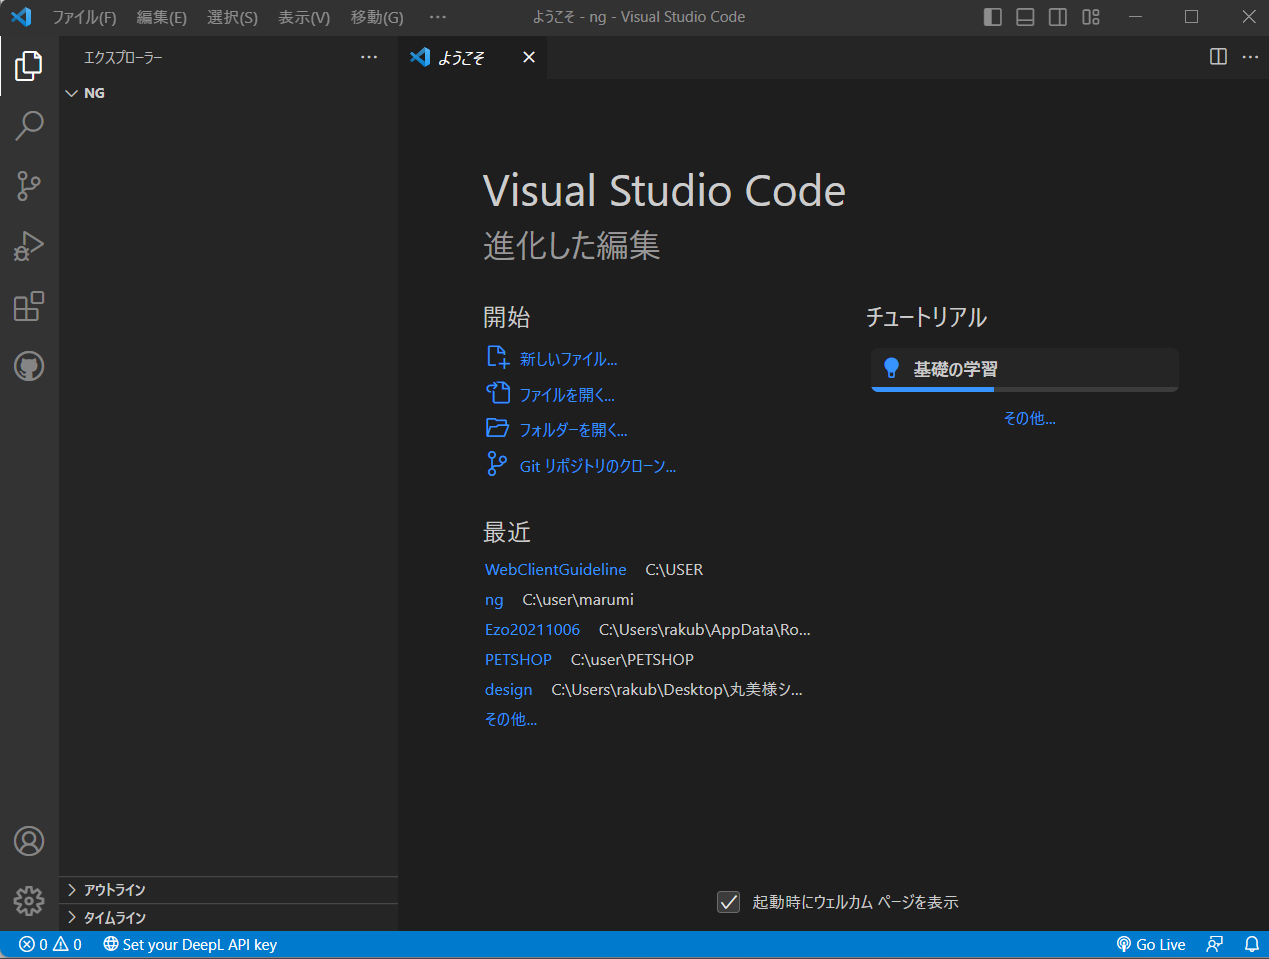 ファイル(F) 編集(E) 選択(S) 表示(V) 移動(G) ··· ようこそ - ng - Visual Studio Code
エクスプローラー ···
ようこそ
NG
Visual Studio Code
進化した編集
開始
新しいファイル...
ファイルを開く...
フォルダーを開く...
Git リポジトリのクローン...
チュートリアル
基礎の学習
その他...
最近
WebClientGuideline C:\USER
ng C:\user\marumi
Ezo20211006 C:\Users\rakub\AppData\Ro...
PETSHOP C:\user\PETSHOP
design C:\Users\rakub\Desktop\丸美様シ...
その他...
アウトライン
タイムライン
起動時にウェルカム ページを表示
0 0 Set your DeepL API key Go Live